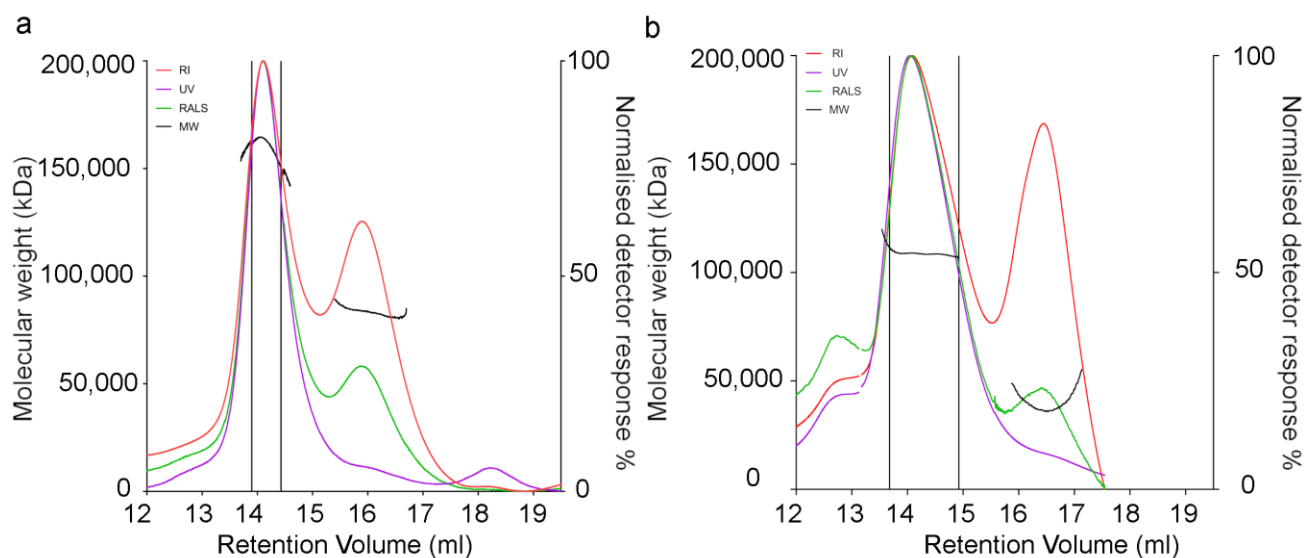 a
200,000
150,000
100,000
50,000
0
Molecular weight (kDa)
RI
UV
RALS
MW
100
50
0
Normalised detector response %
12 13 14 15 16 17 18 19
Retention Volume (ml)
b
200,000
150,000
100,000
50,000
0
Molecular weight (kDa)
RI
UV
RALS
MW
100
50
0
Normalised detector response %
12 13 14 15 16 17 18 19
Retention Volume (ml)